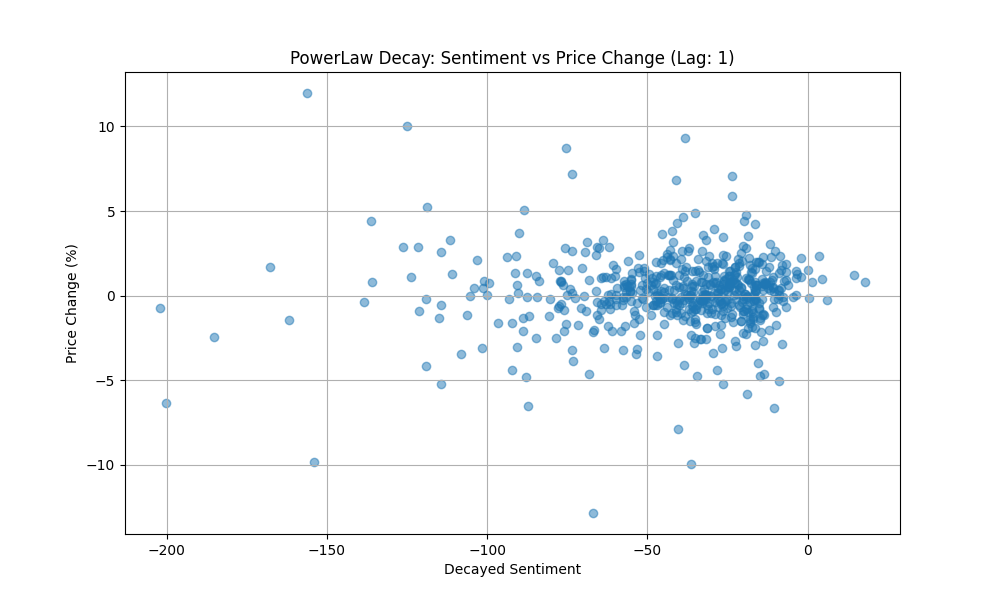 PowerLaw Decay: Sentiment vs Price Change (Lag: 1)
10
5
0
−5
−10
Price Change (%)
−200 −150 −100 −50 0
Decayed Sentiment